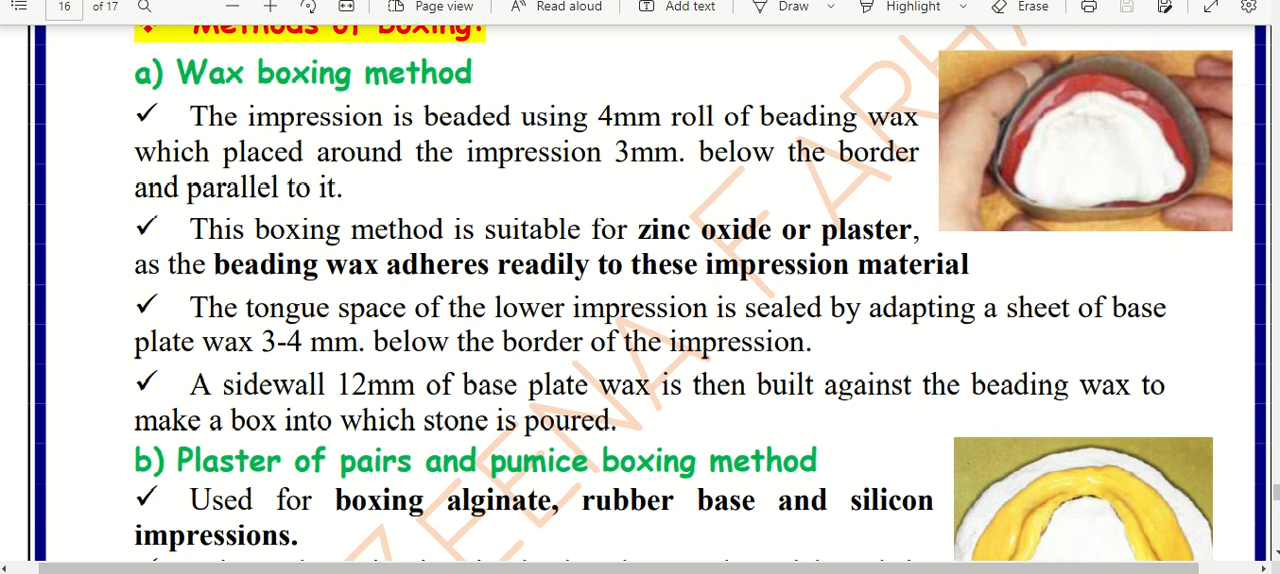 16 of 17 Page view Read aloud Add text Draw Highlight Erase
Methods of boxing:
a) Wax boxing method
✓ The impression is beaded using 4mm roll of beading wax
which placed around the impression 3mm. below the border
and parallel to it.
✓ This boxing method is suitable for zinc oxide or plaster,
as the beading wax adheres readily to these impression material
✓ The tongue space of the lower impression is sealed by adapting a sheet of base
plate wax 3-4 mm. below the border of the impression.
✓ A sidewall 12mm of base plate wax is then built against the beading wax to
make a box into which stone is poured.
b) Plaster of pairs and pumice boxing method
✓ Used for boxing alginate, rubber base and silicon
impressions.
ZEENA FARH